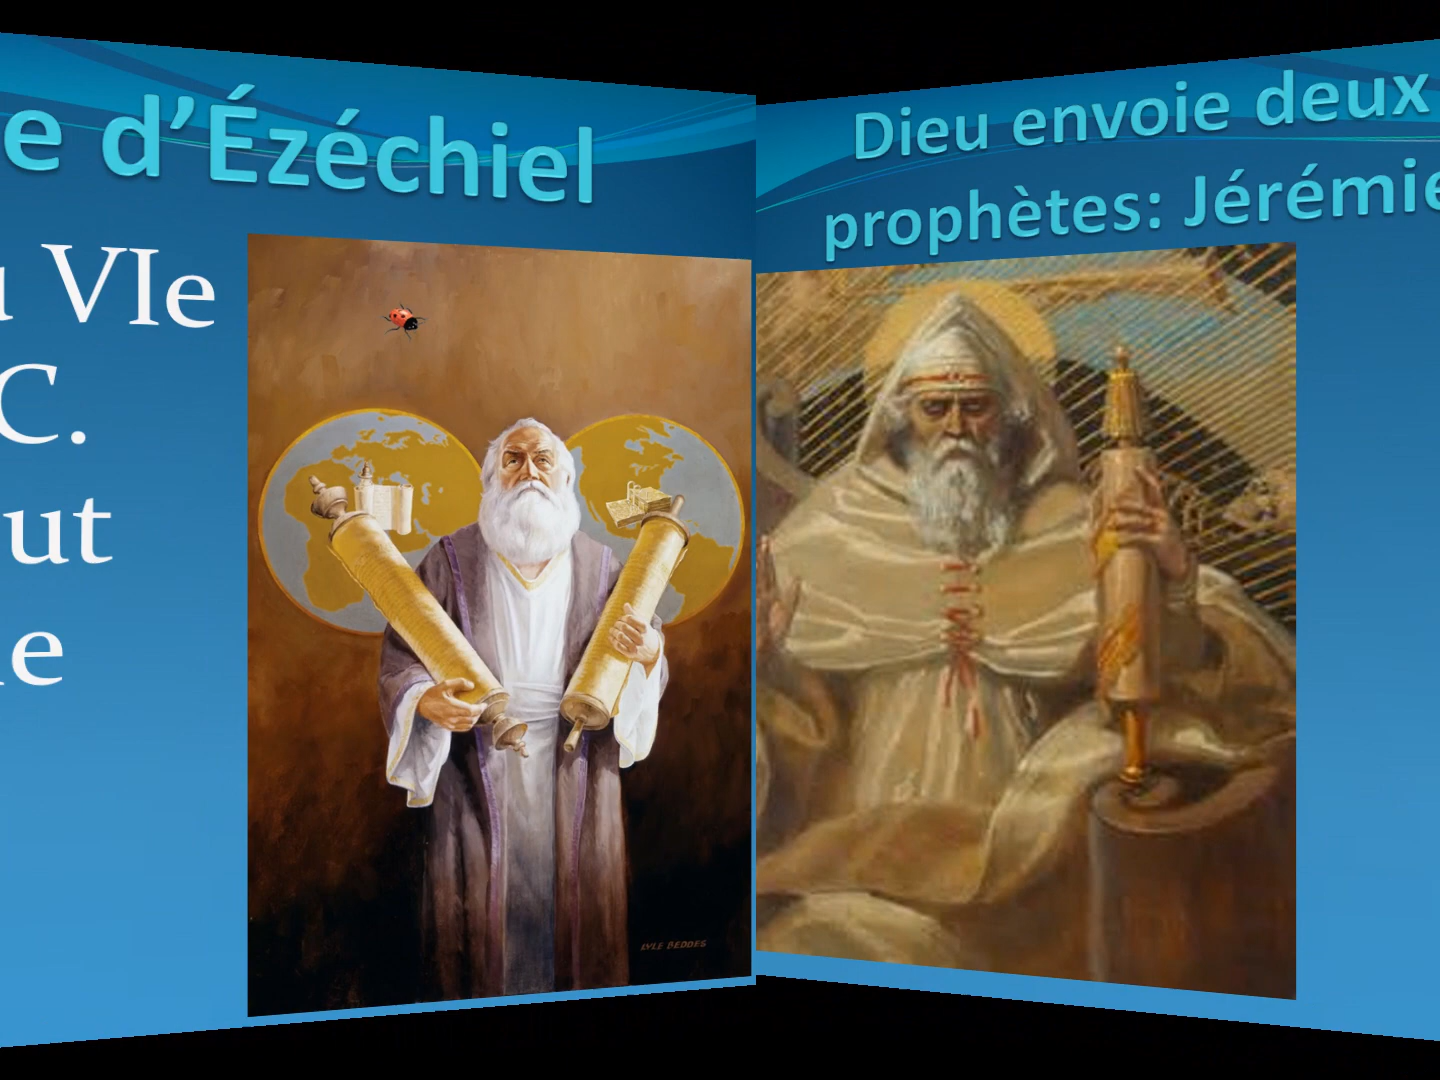 e d’Ézéchiel
u VIe
C.
ut
e
LYLE BEDDES
Dieu envoie deux
prophètes: Jérémie